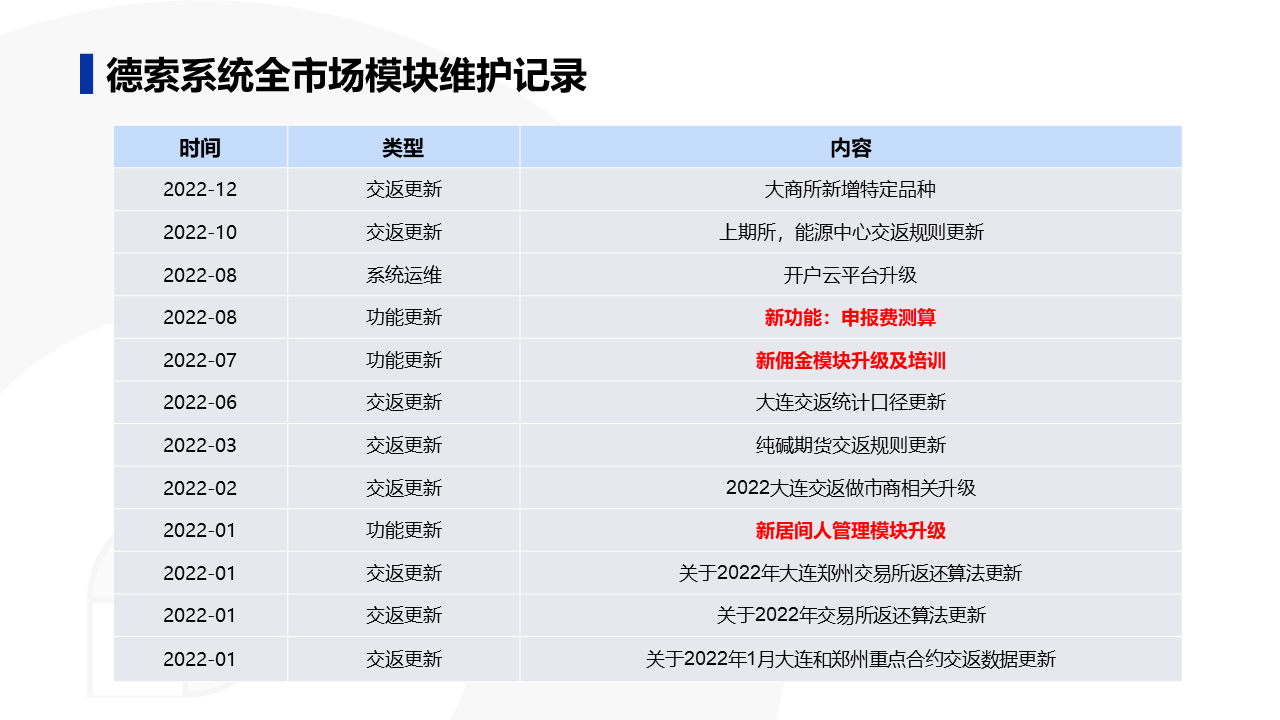 德索系统全市场模块维护记录
时间 类型 内容
2022-12 交返更新 大商所新增特定品种
2022-10 交返更新 上期所，能源中心交返规则更新
2022-08 系统运维 开户云平台升级
2022-08 功能更新 新功能：申报费测算
2022-07 功能更新 新佣金模块升级及培训
2022-06 交返更新 大连交返统计口径更新
2022-03 交返更新 纯碱期货交返规则更新
2022-02 交返更新 2022大连交返做市商相关升级
2022-01 功能更新 新居间人管理模块升级
2022-01 交返更新 关于2022年大连郑州交易所返还算法更新
2022-01 交返更新 关于2022年交易所返还算法更新
2022-01 交返更新 关于2022年1月大连和郑州重点合约交返数据更新